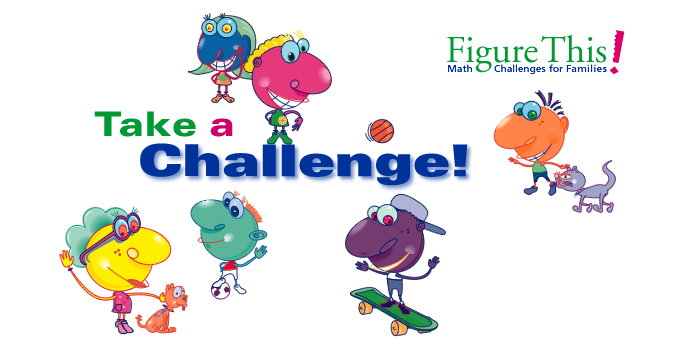 Figure This!
Math Challenges for Families
Take a
Challenge!